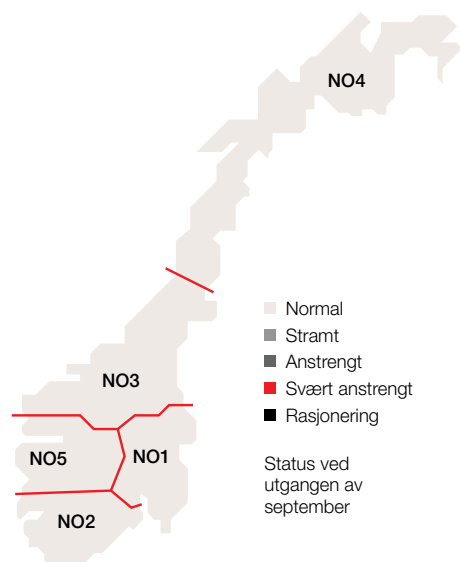 NO4
Normal
Stramt
Anstrengt
NO3
Svært anstrengt
Rasjonering
NO5
NO1
Status ved
utgangen av
september
NO2